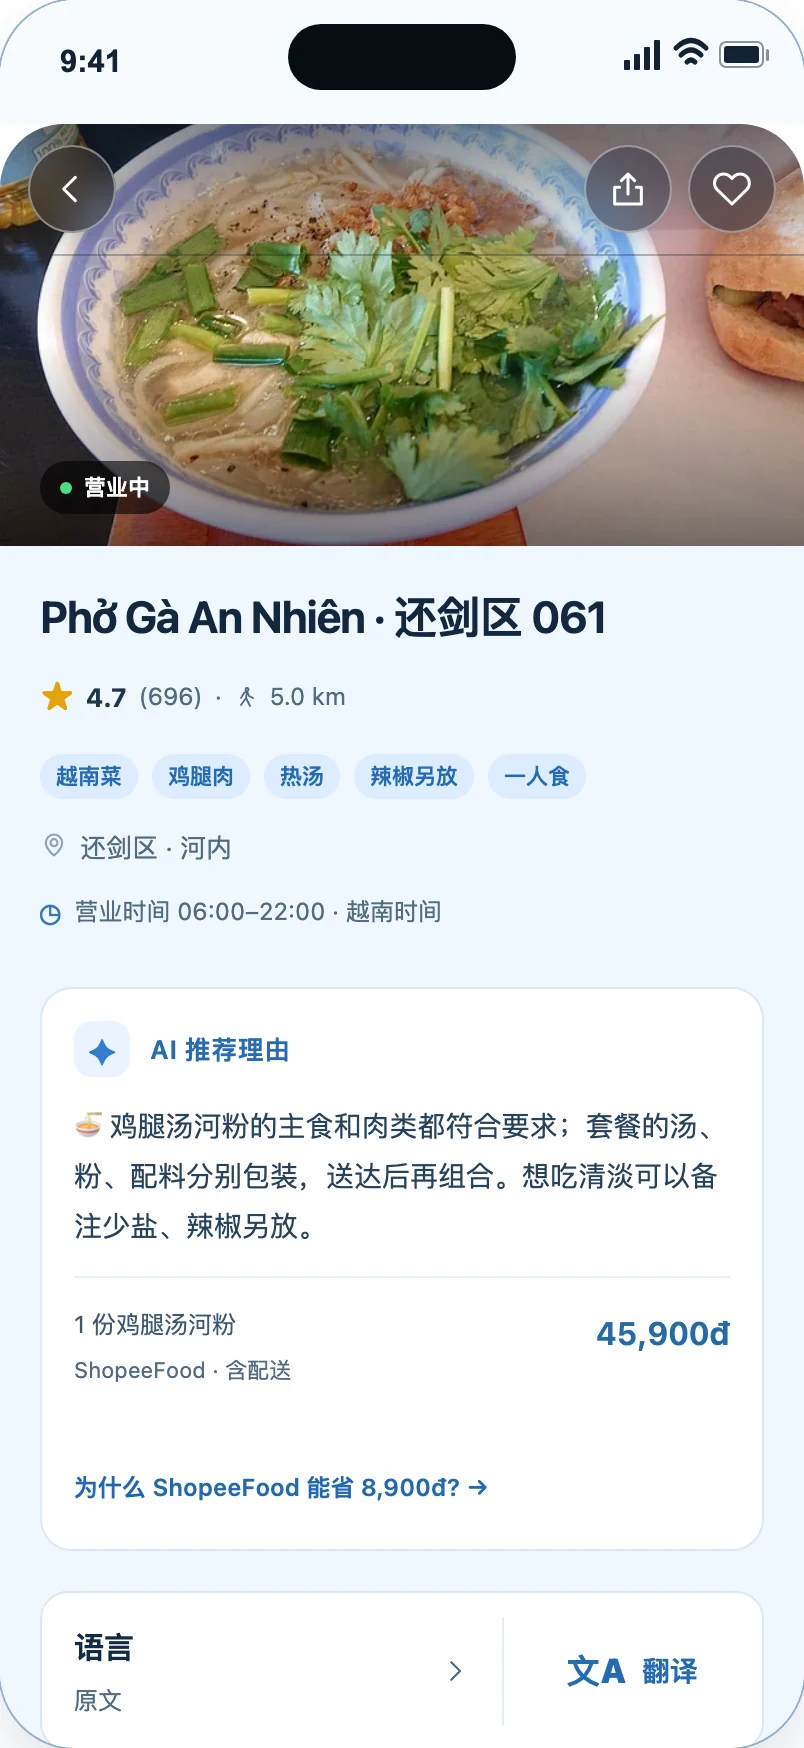 9:41
营业中
Phở Gà An Nhiên · 还剑区 061
4.7 (696) · 5.0 km
越南菜 鸡腿肉 热汤 辣椒另放 一人食
还剑区 · 河内
营业时间 06:00–22:00 · 越南时间
AI 推荐理由
🍜 鸡腿汤河粉的主食和肉类都符合要求；套餐的汤、
粉、配料分别包装，送达后再组合。想吃清淡可以备
注少盐、辣椒另放。
1 份鸡腿汤河粉
45,900đ
ShopeeFood · 含配送
为什么 ShopeeFood 能省 8,900đ? →
语言
原文
文A 翻译